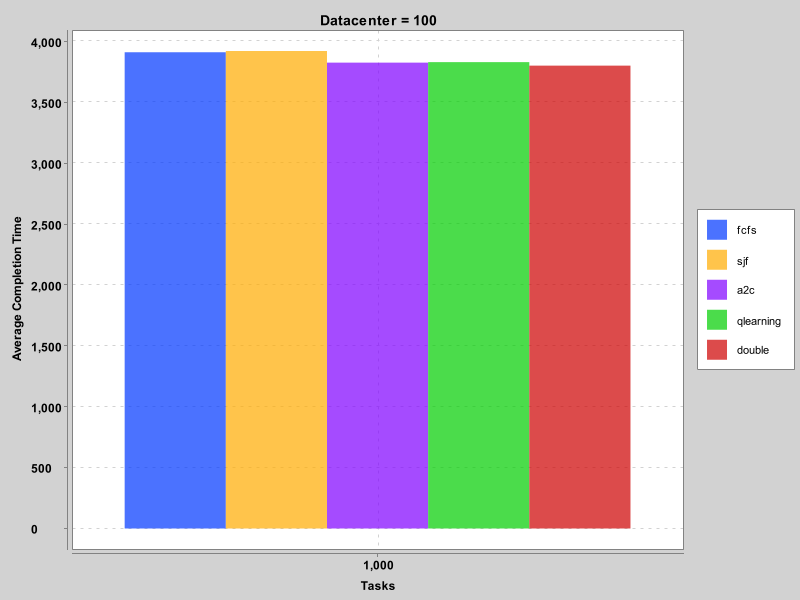 Datacenter = 100
4,000
3,500
3,000
2,500
2,000
1,500
1,000
500
0
Average Completion Time
1,000
Tasks
fcfs
sjf
a2c
qlearning
double